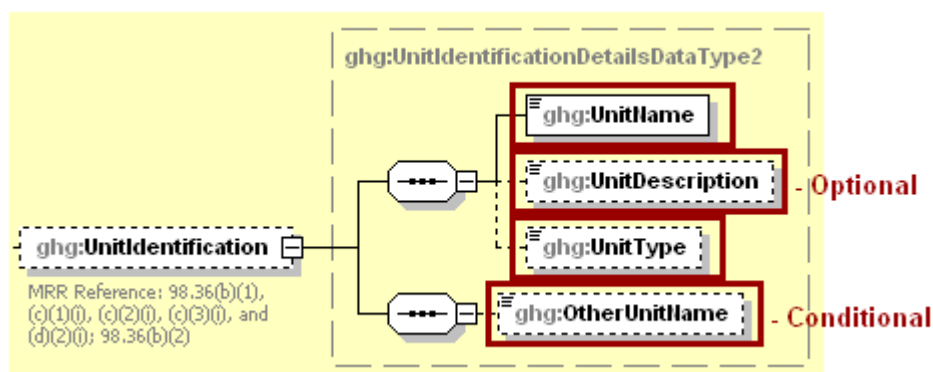 ghg:UnitIdentificationDetailsDataType2
ghg:UnitName
ghg:UnitDescription
- Optional
ghg:UnitIdentification
ghg:UnitType
MRR Reference: 98.36(b)(1),
(c)(1)(i), (c)(2)(i), (c)(3)(i), and
(d)(2)(i); 98.36(b)(2)
ghg:OtherUnitName
- Conditional